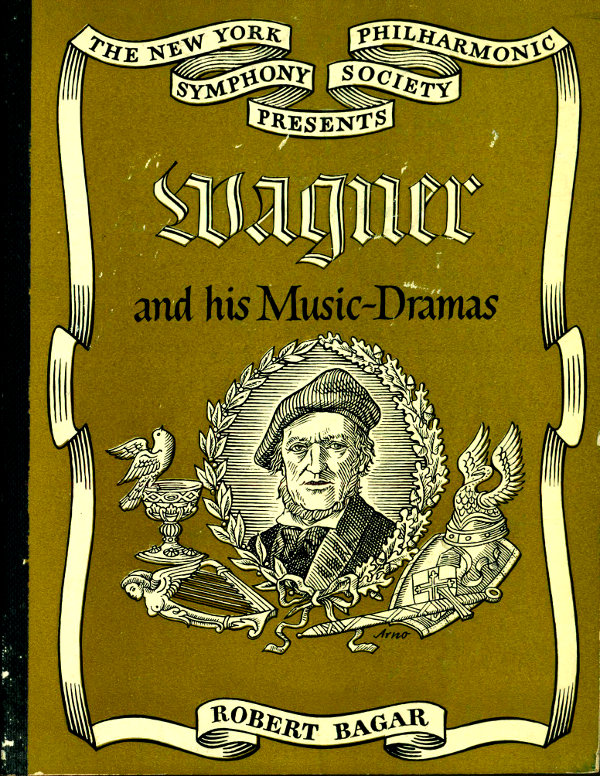 THE NEW YORK PHILHARMONIC
SYMPHONY SOCIETY
PRESENTS
Wagner
and his Music-Dramas
Arno
ROBERT BAGAR